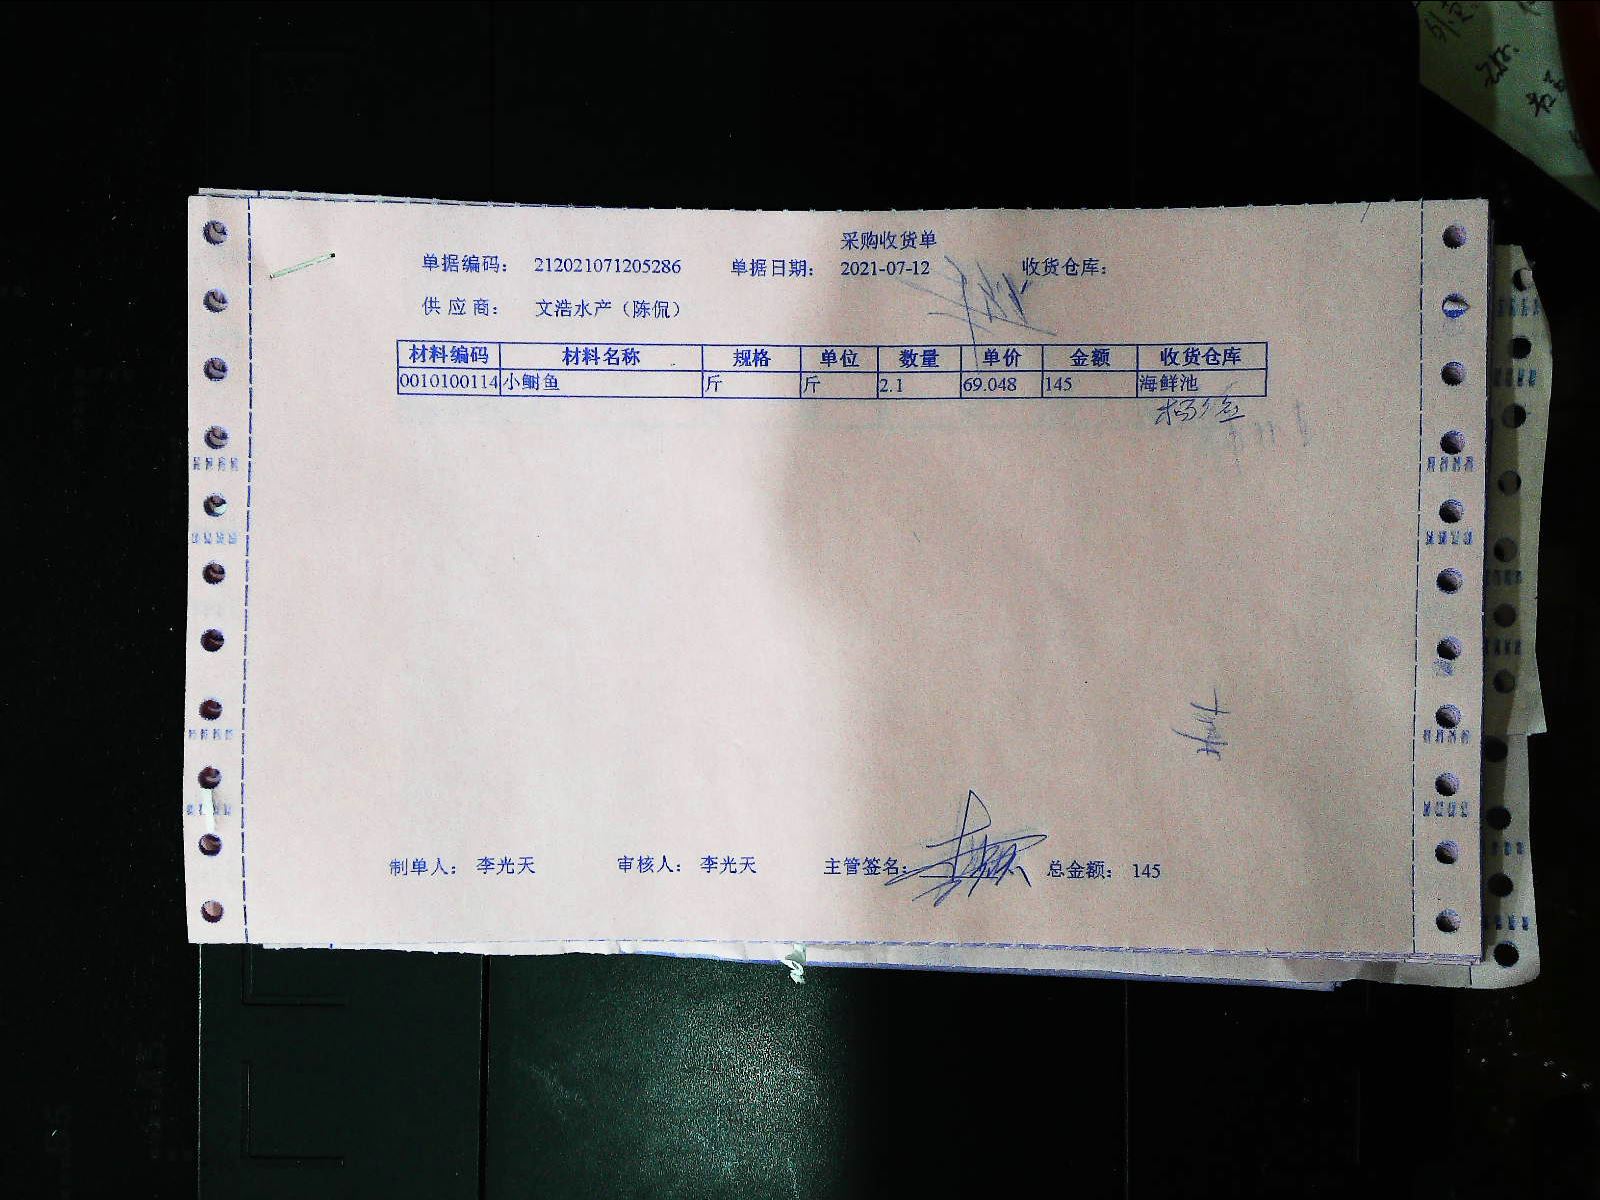 采购收货单
单据编码: 212021071205286 单据日期: 2021-07-12 收货仓库:
供应商: 文浩水产（陈侃）
材料编码 材料名称 规格 单位 数量 单价 金额 收货仓库
0010100114 小鲥鱼 斤 斤 2.1 69.048 145 海鲜池
制单人: 李光天 审核人: 李光天 主管签名: 总金额: 145